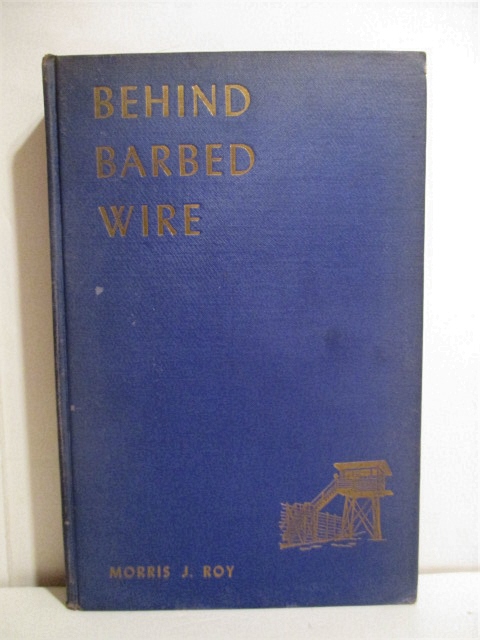 BEHIND
BARBED
WIRE
MORRIS J. ROY